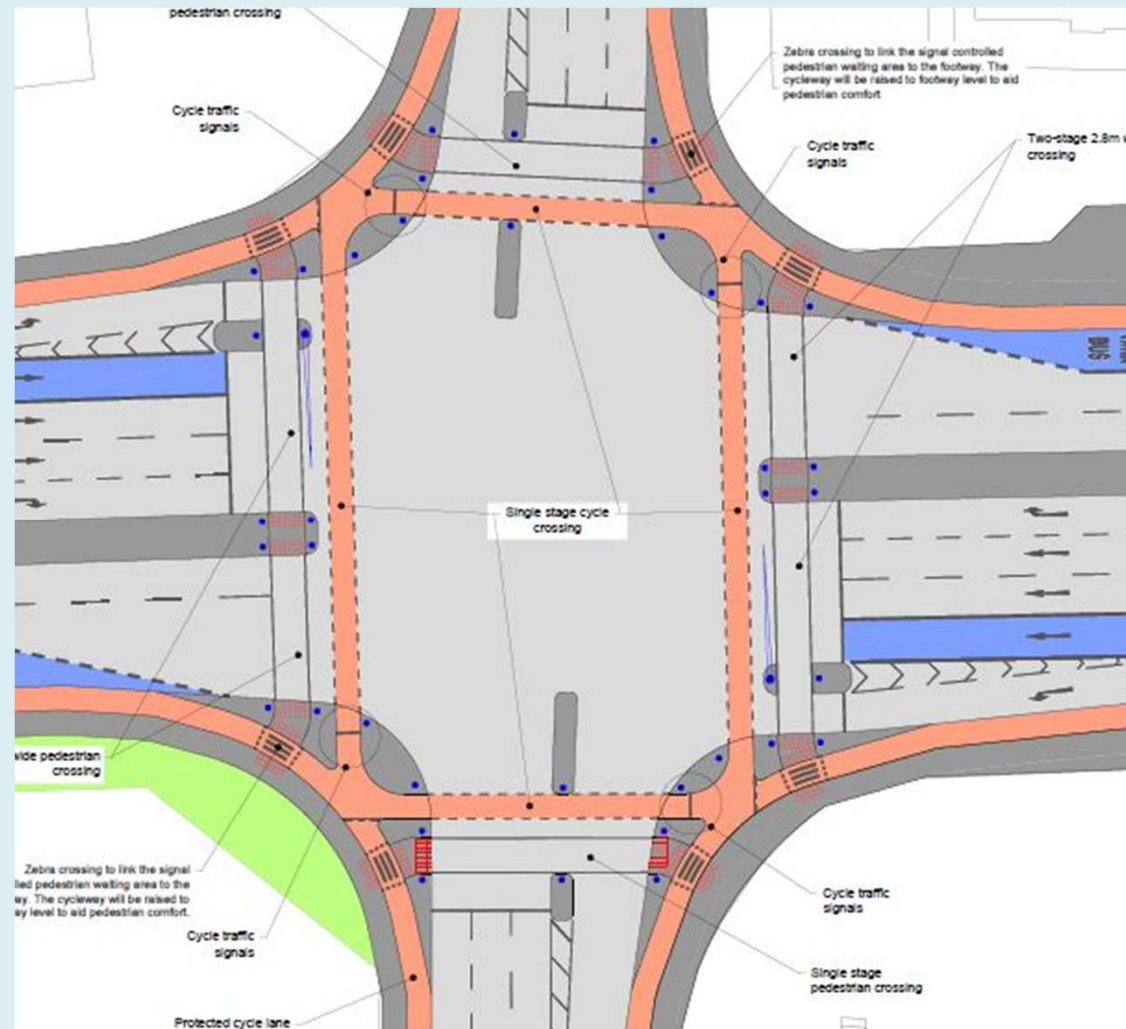 pedestrian crossing
Zebra crossing to link the signal controlled
pedestrian waiting area to the footway. The
cycleway will be raised to footway level to aid
pedestrian comfort
Cycle traffic
signals
Cycle traffic
signals
Two-stage 2.8m
crossing
BUS
Single stage cycle
crossing
wide pedestrian
crossing
Zebra crossing to link the signal
led pedestrian waiting area to the
ay. The cycleway will be raised to
ay level to aid pedestrian comfort.
Cycle traffic
signals
Cycle traffic
signals
Single stage
pedestrian crossing
Protected cycle lane